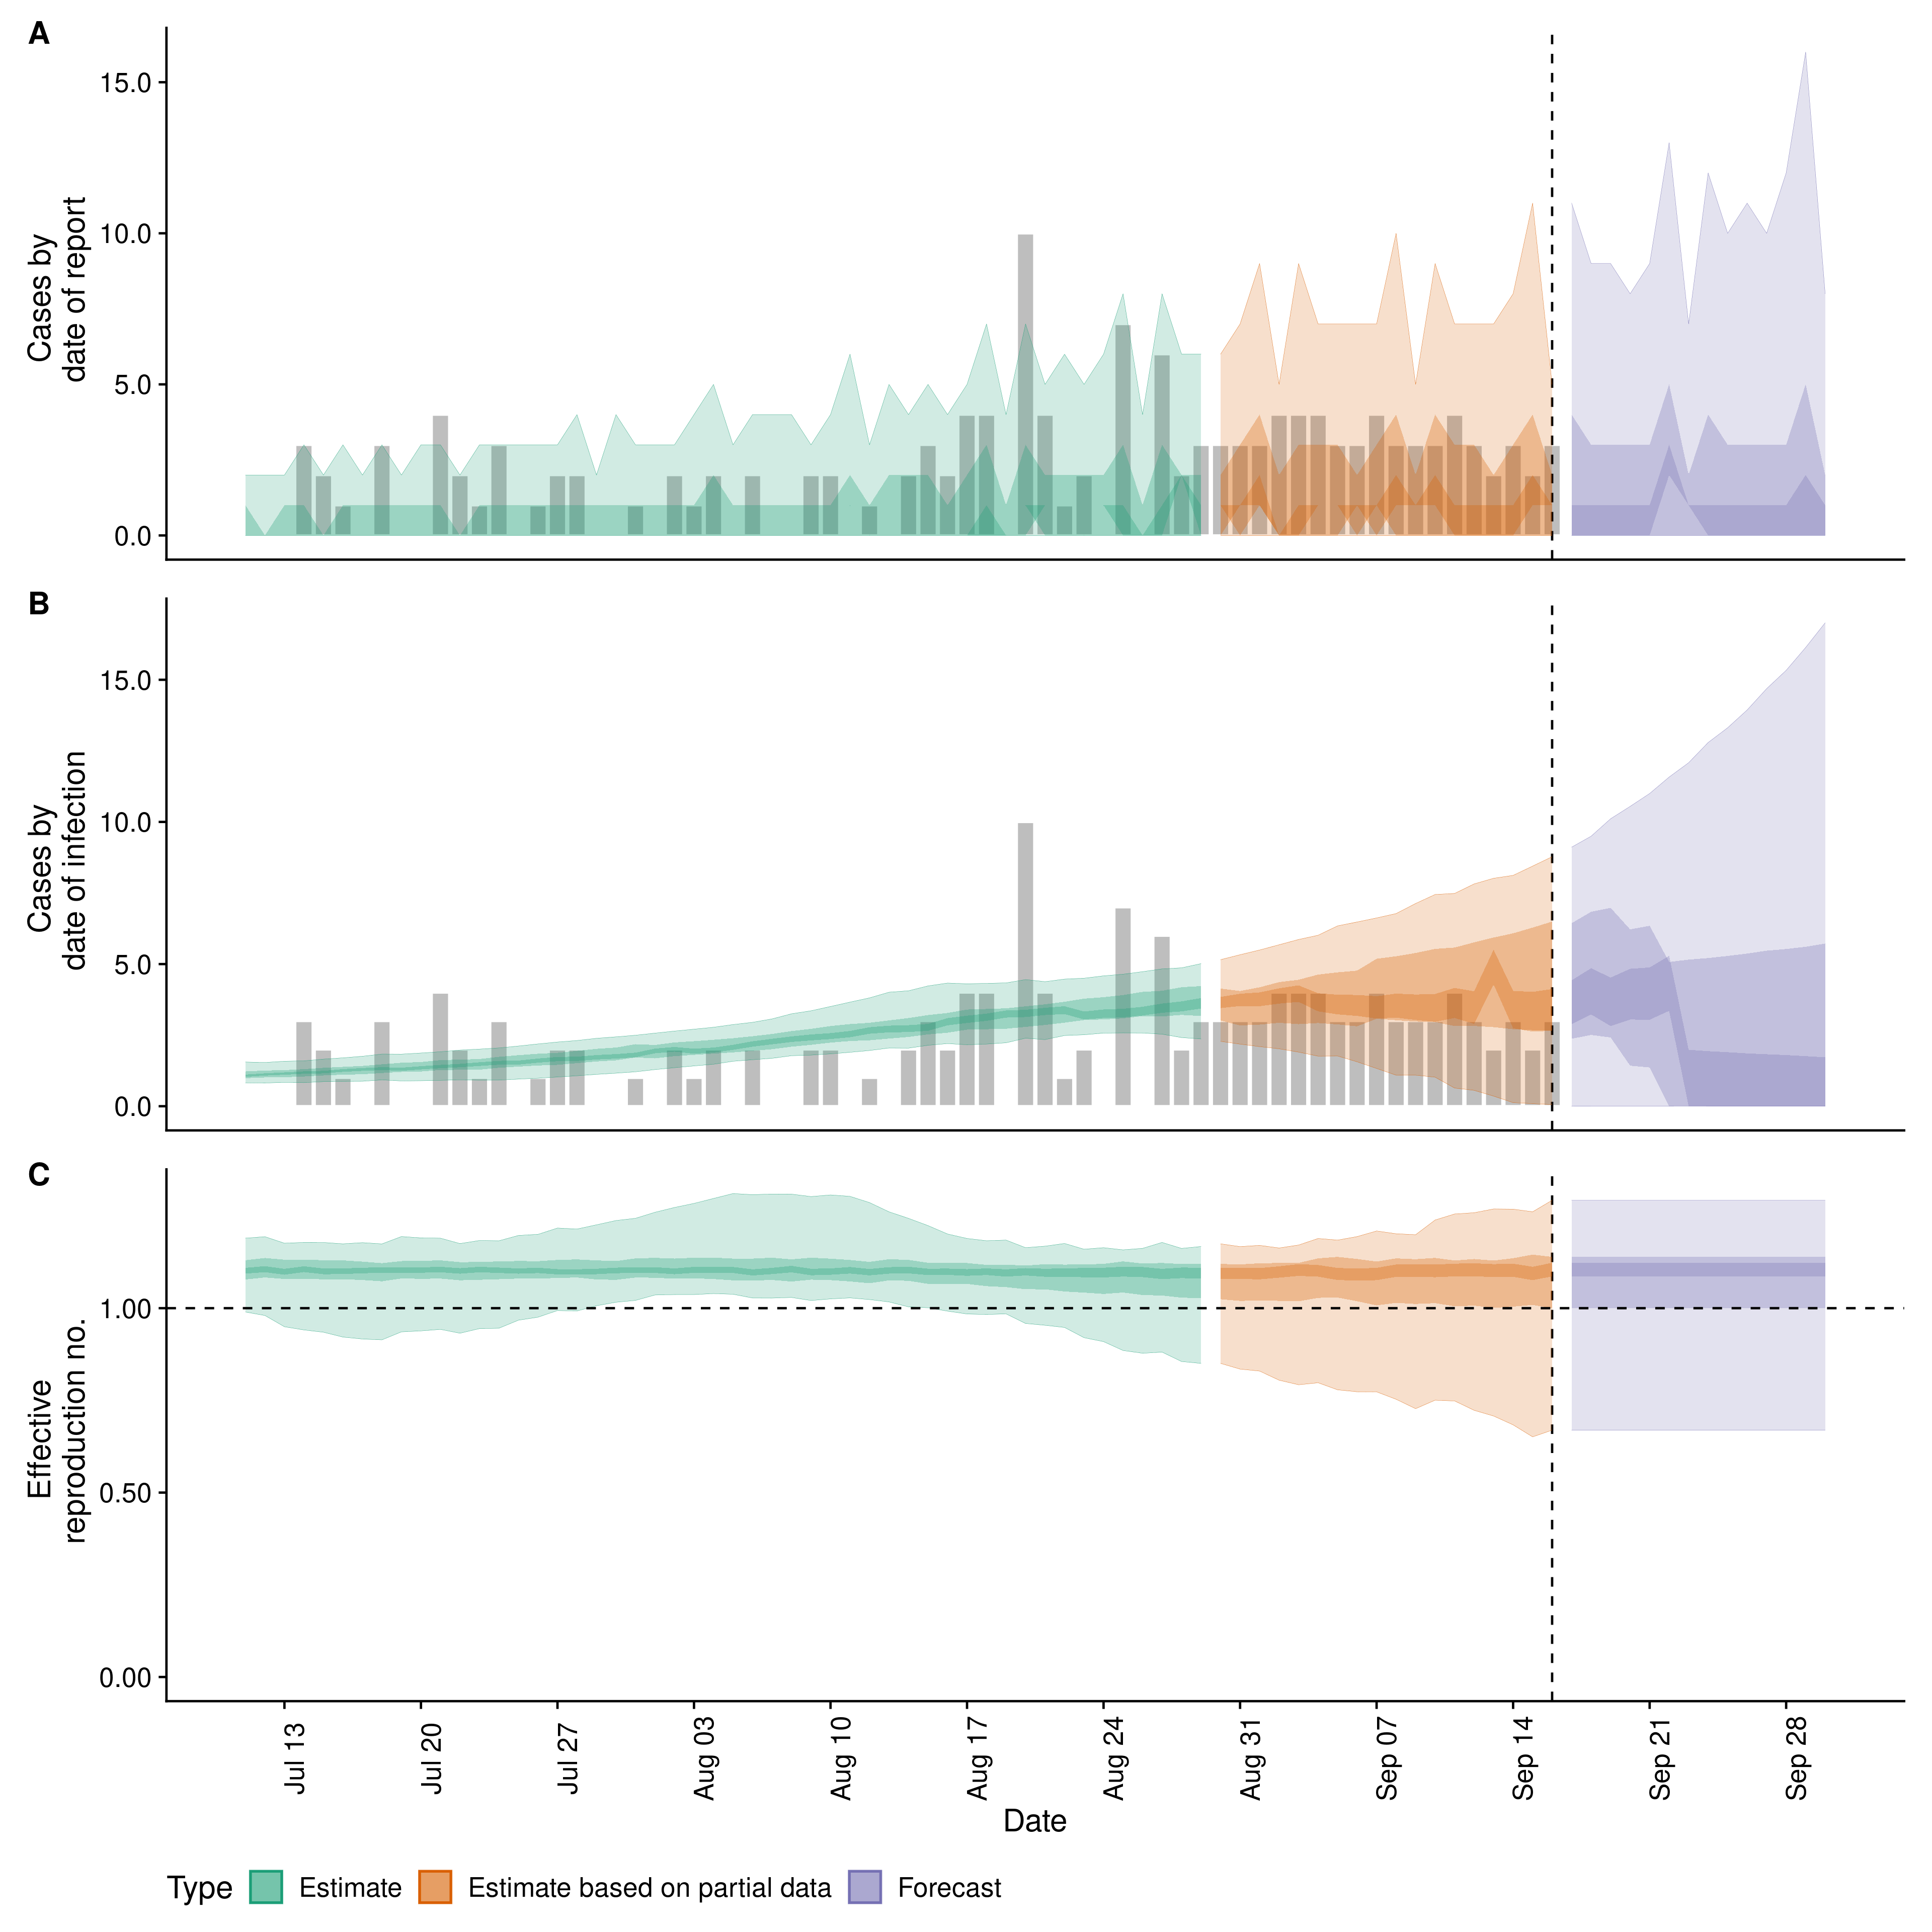 A
Cases by
date of report
15.0
10.0
5.0
0.0
B
Cases by
date of infection
15.0
10.0
5.0
0.0
C
Effective
reproduction no.
1.00
0.50
0.00
Jul 13
Jul 20
Jul 27
Aug 03
Aug 10
Aug 17
Aug 24
Aug 31
Sep 07
Sep 14
Sep 21
Sep 28
Date
Type Estimate Estimate based on partial data Forecast